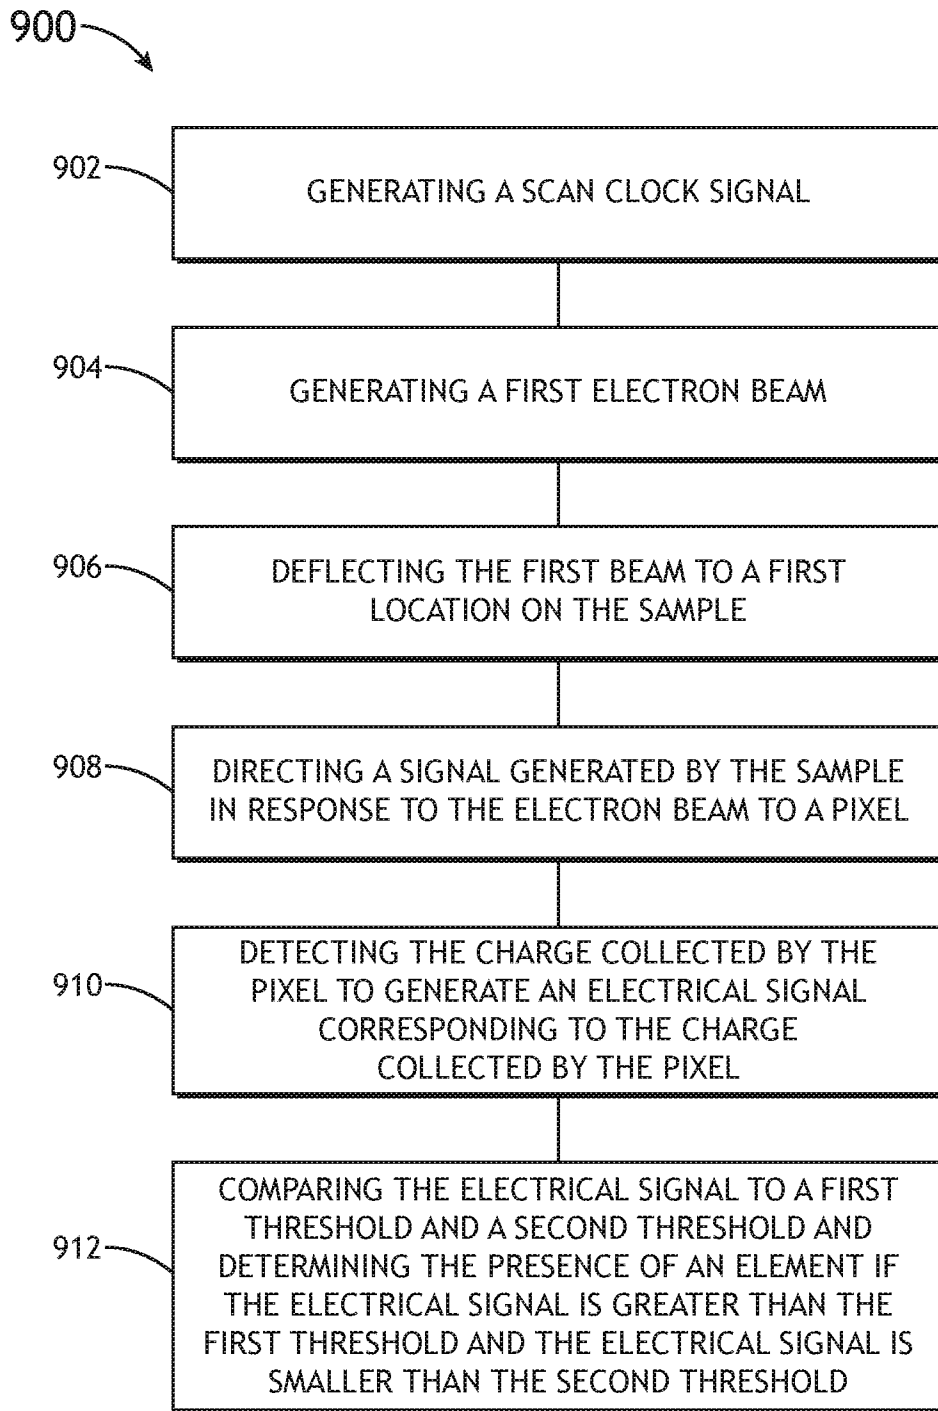 900
902
GENERATING A SCAN CLOCK SIGNAL
904
GENERATING A FIRST ELECTRON BEAM
906
DEFLECTING THE FIRST BEAM TO A FIRST
LOCATION ON THE SAMPLE
908
DIRECTING A SIGNAL GENERATED BY THE SAMPLE
IN RESPONSE TO THE ELECTRON BEAM TO A PIXEL
910
DETECTING THE CHARGE COLLECTED BY THE
PIXEL TO GENERATE AN ELECTRICAL SIGNAL
CORRESPONDING TO THE CHARGE
COLLECTED BY THE PIXEL
912
COMPARING THE ELECTRICAL SIGNAL TO A FIRST
THRESHOLD AND A SECOND THRESHOLD AND
DETERMINING THE PRESENCE OF AN ELEMENT IF
THE ELECTRICAL SIGNAL IS GREATER THAN THE
FIRST THRESHOLD AND THE ELECTRICAL SIGNAL IS
SMALLER THAN THE SECOND THRESHOLD